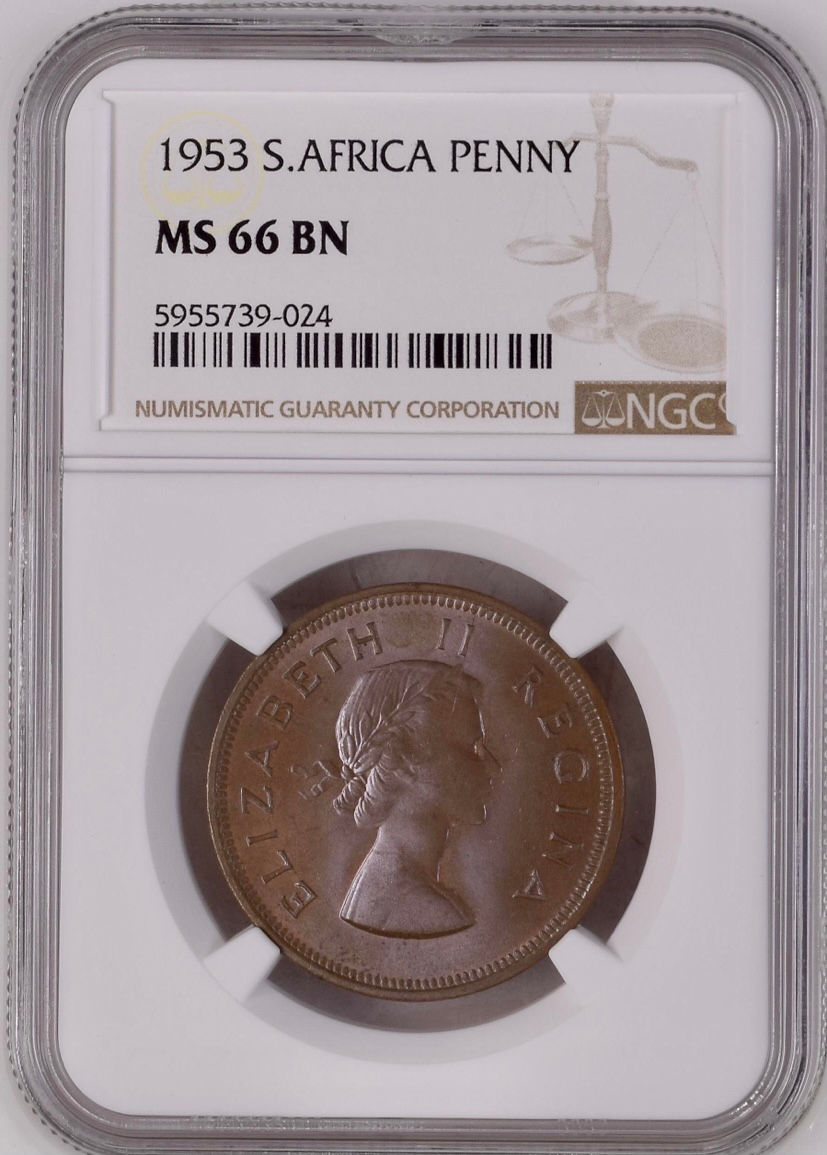 1953 S.AFRICA PENNY
MS 66 BN
5955739-024
NUMISMATIC GUARANTY CORPORATION
NGC
ELIZABETH II REGINA